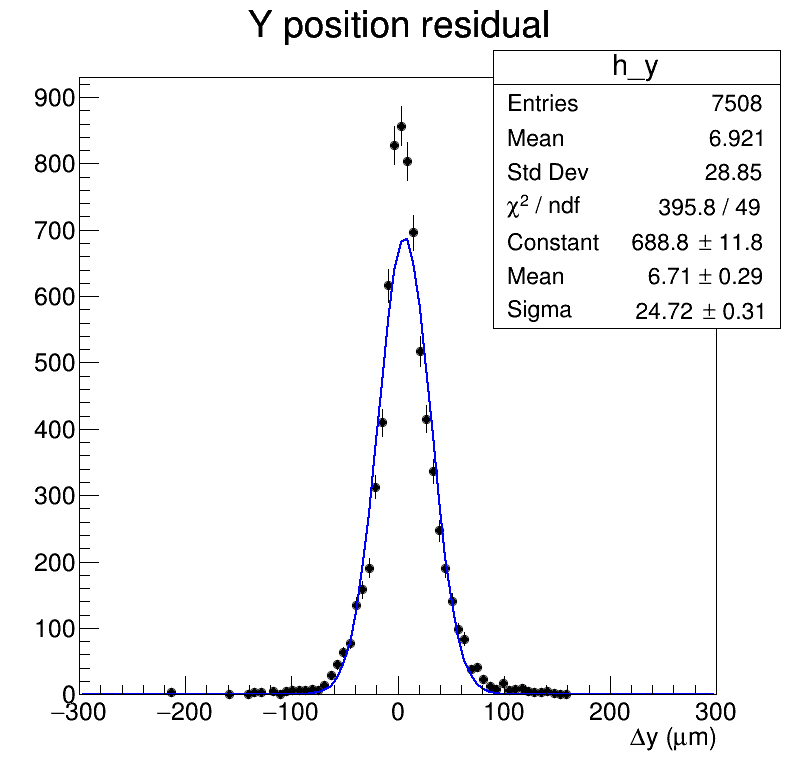 Y position residual
h_y
Entries 7508
Mean 6.921
Std Dev 28.85
χ² / ndf 395.8 / 49
Constant 688.8 ± 11.8
Mean 6.71 ± 0.29
Sigma 24.72 ± 0.31
900
800
700
600
500
400
300
200
100
0
−300 −200 −100 0 100 200 300
Δy (μm)